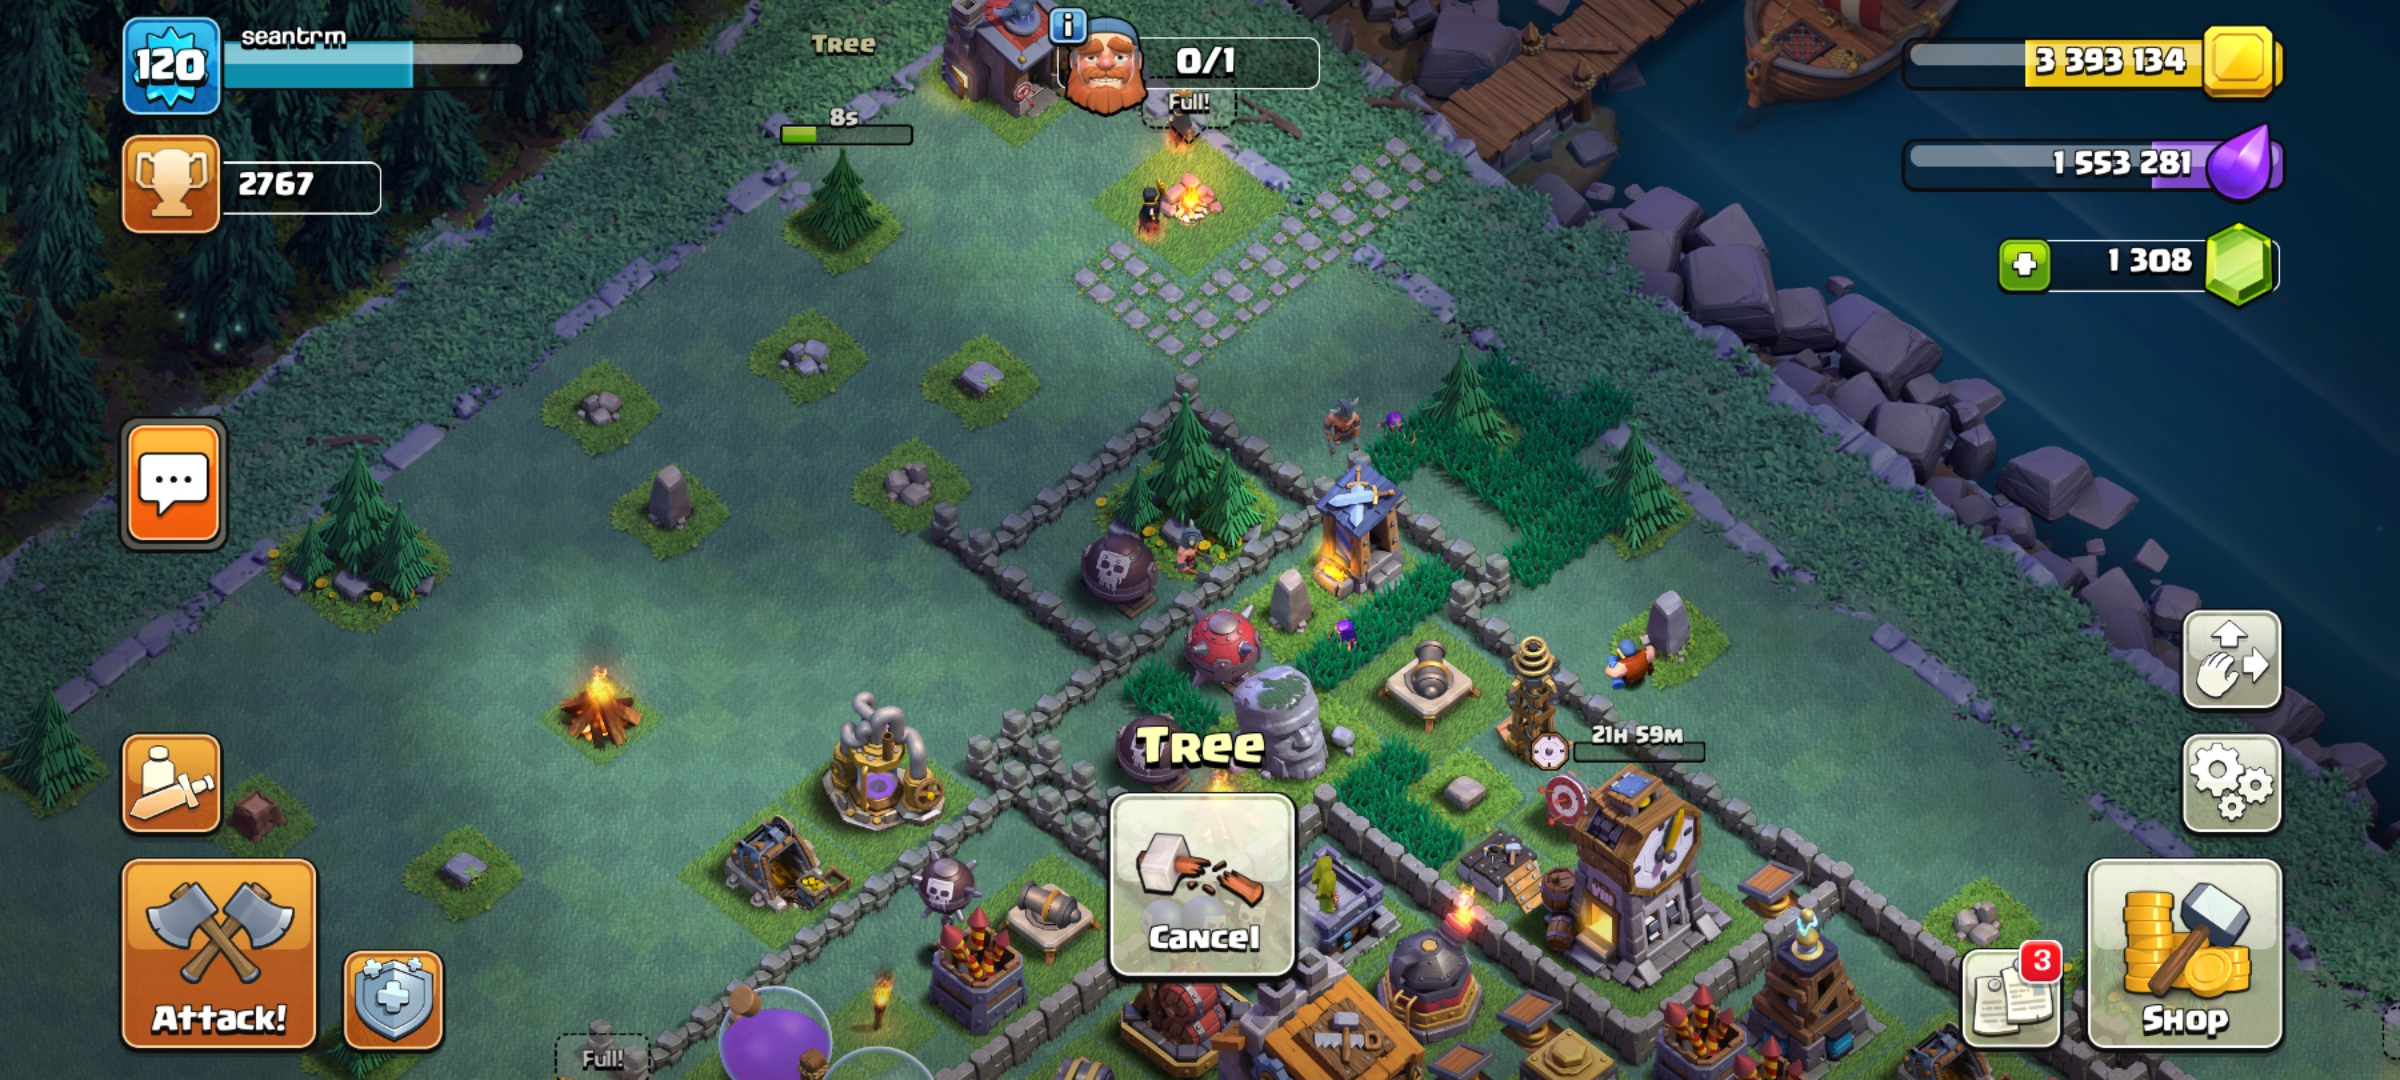 120
seantrm
2767
Tree
8s
i
0/1
Full!
3 393 134
1 553 281
1 308
21h 59m
Tree
Cancel
Attack!
Full!
3
Shop